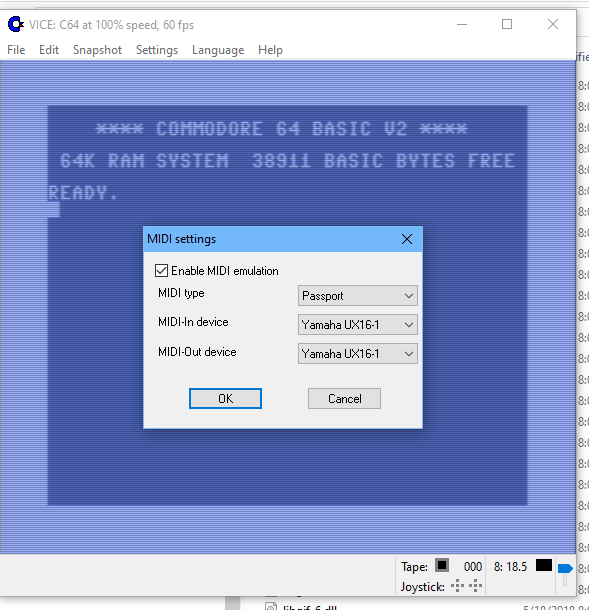 VICE: C64 at 100% speed, 60 fps
File Edit Snapshot Settings Language Help
**** COMMODORE 64 BASIC V2 ****
64K RAM SYSTEM 38911 BASIC BYTES FREE
READY.
MIDI settings
Enable MIDI emulation
MIDI type Passport
MIDI-In device Yamaha UX16-1
MIDI-Out device Yamaha UX16-1
OK Cancel
Tape: 000 8: 18.5
Joystick: